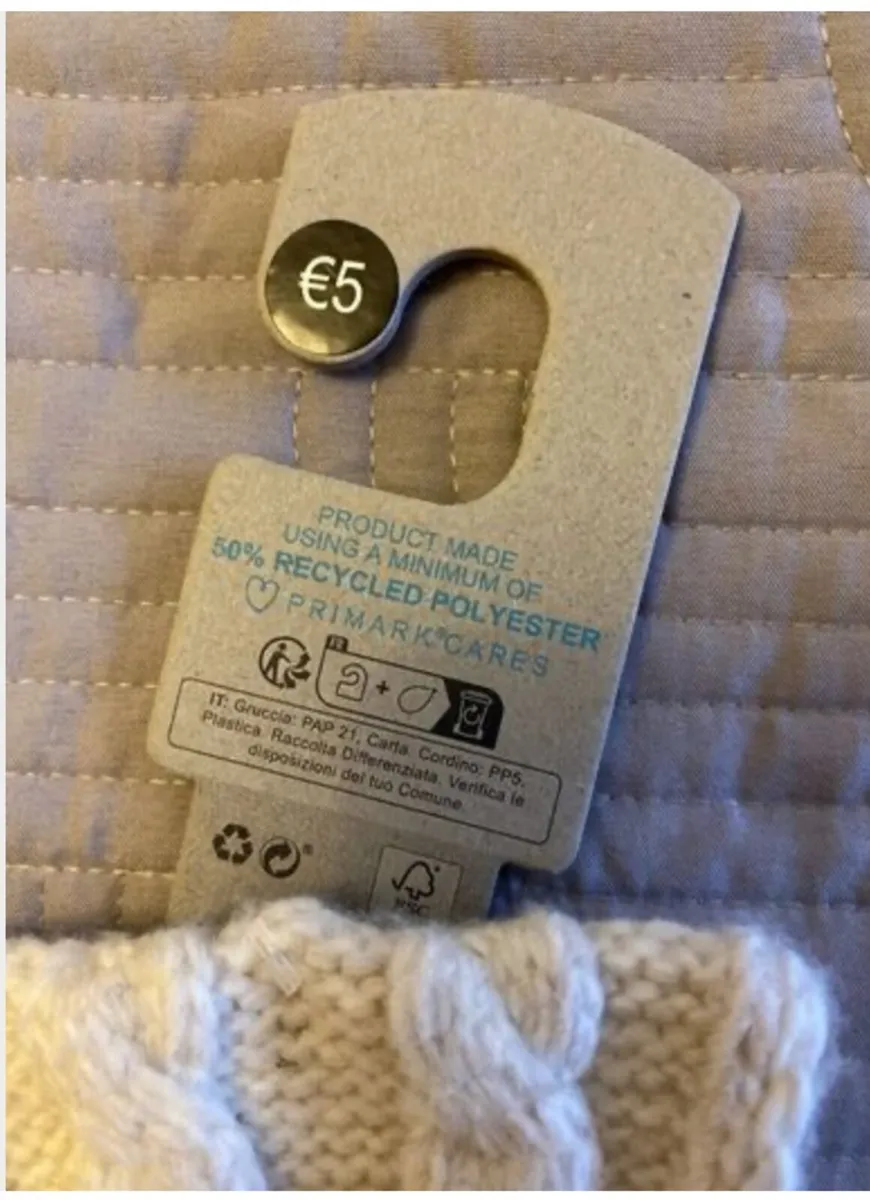 €5
PRODUCT MADE
USING A MINIMUM OF
50% RECYCLED POLYESTER
PRIMARK®CARES
FR
IT: Gruccia: PAP 21, Carta. Cordino: PP5,
Plastica. Raccolta Differenziata. Verifica le
disposizioni del tuo Comune.
FSC